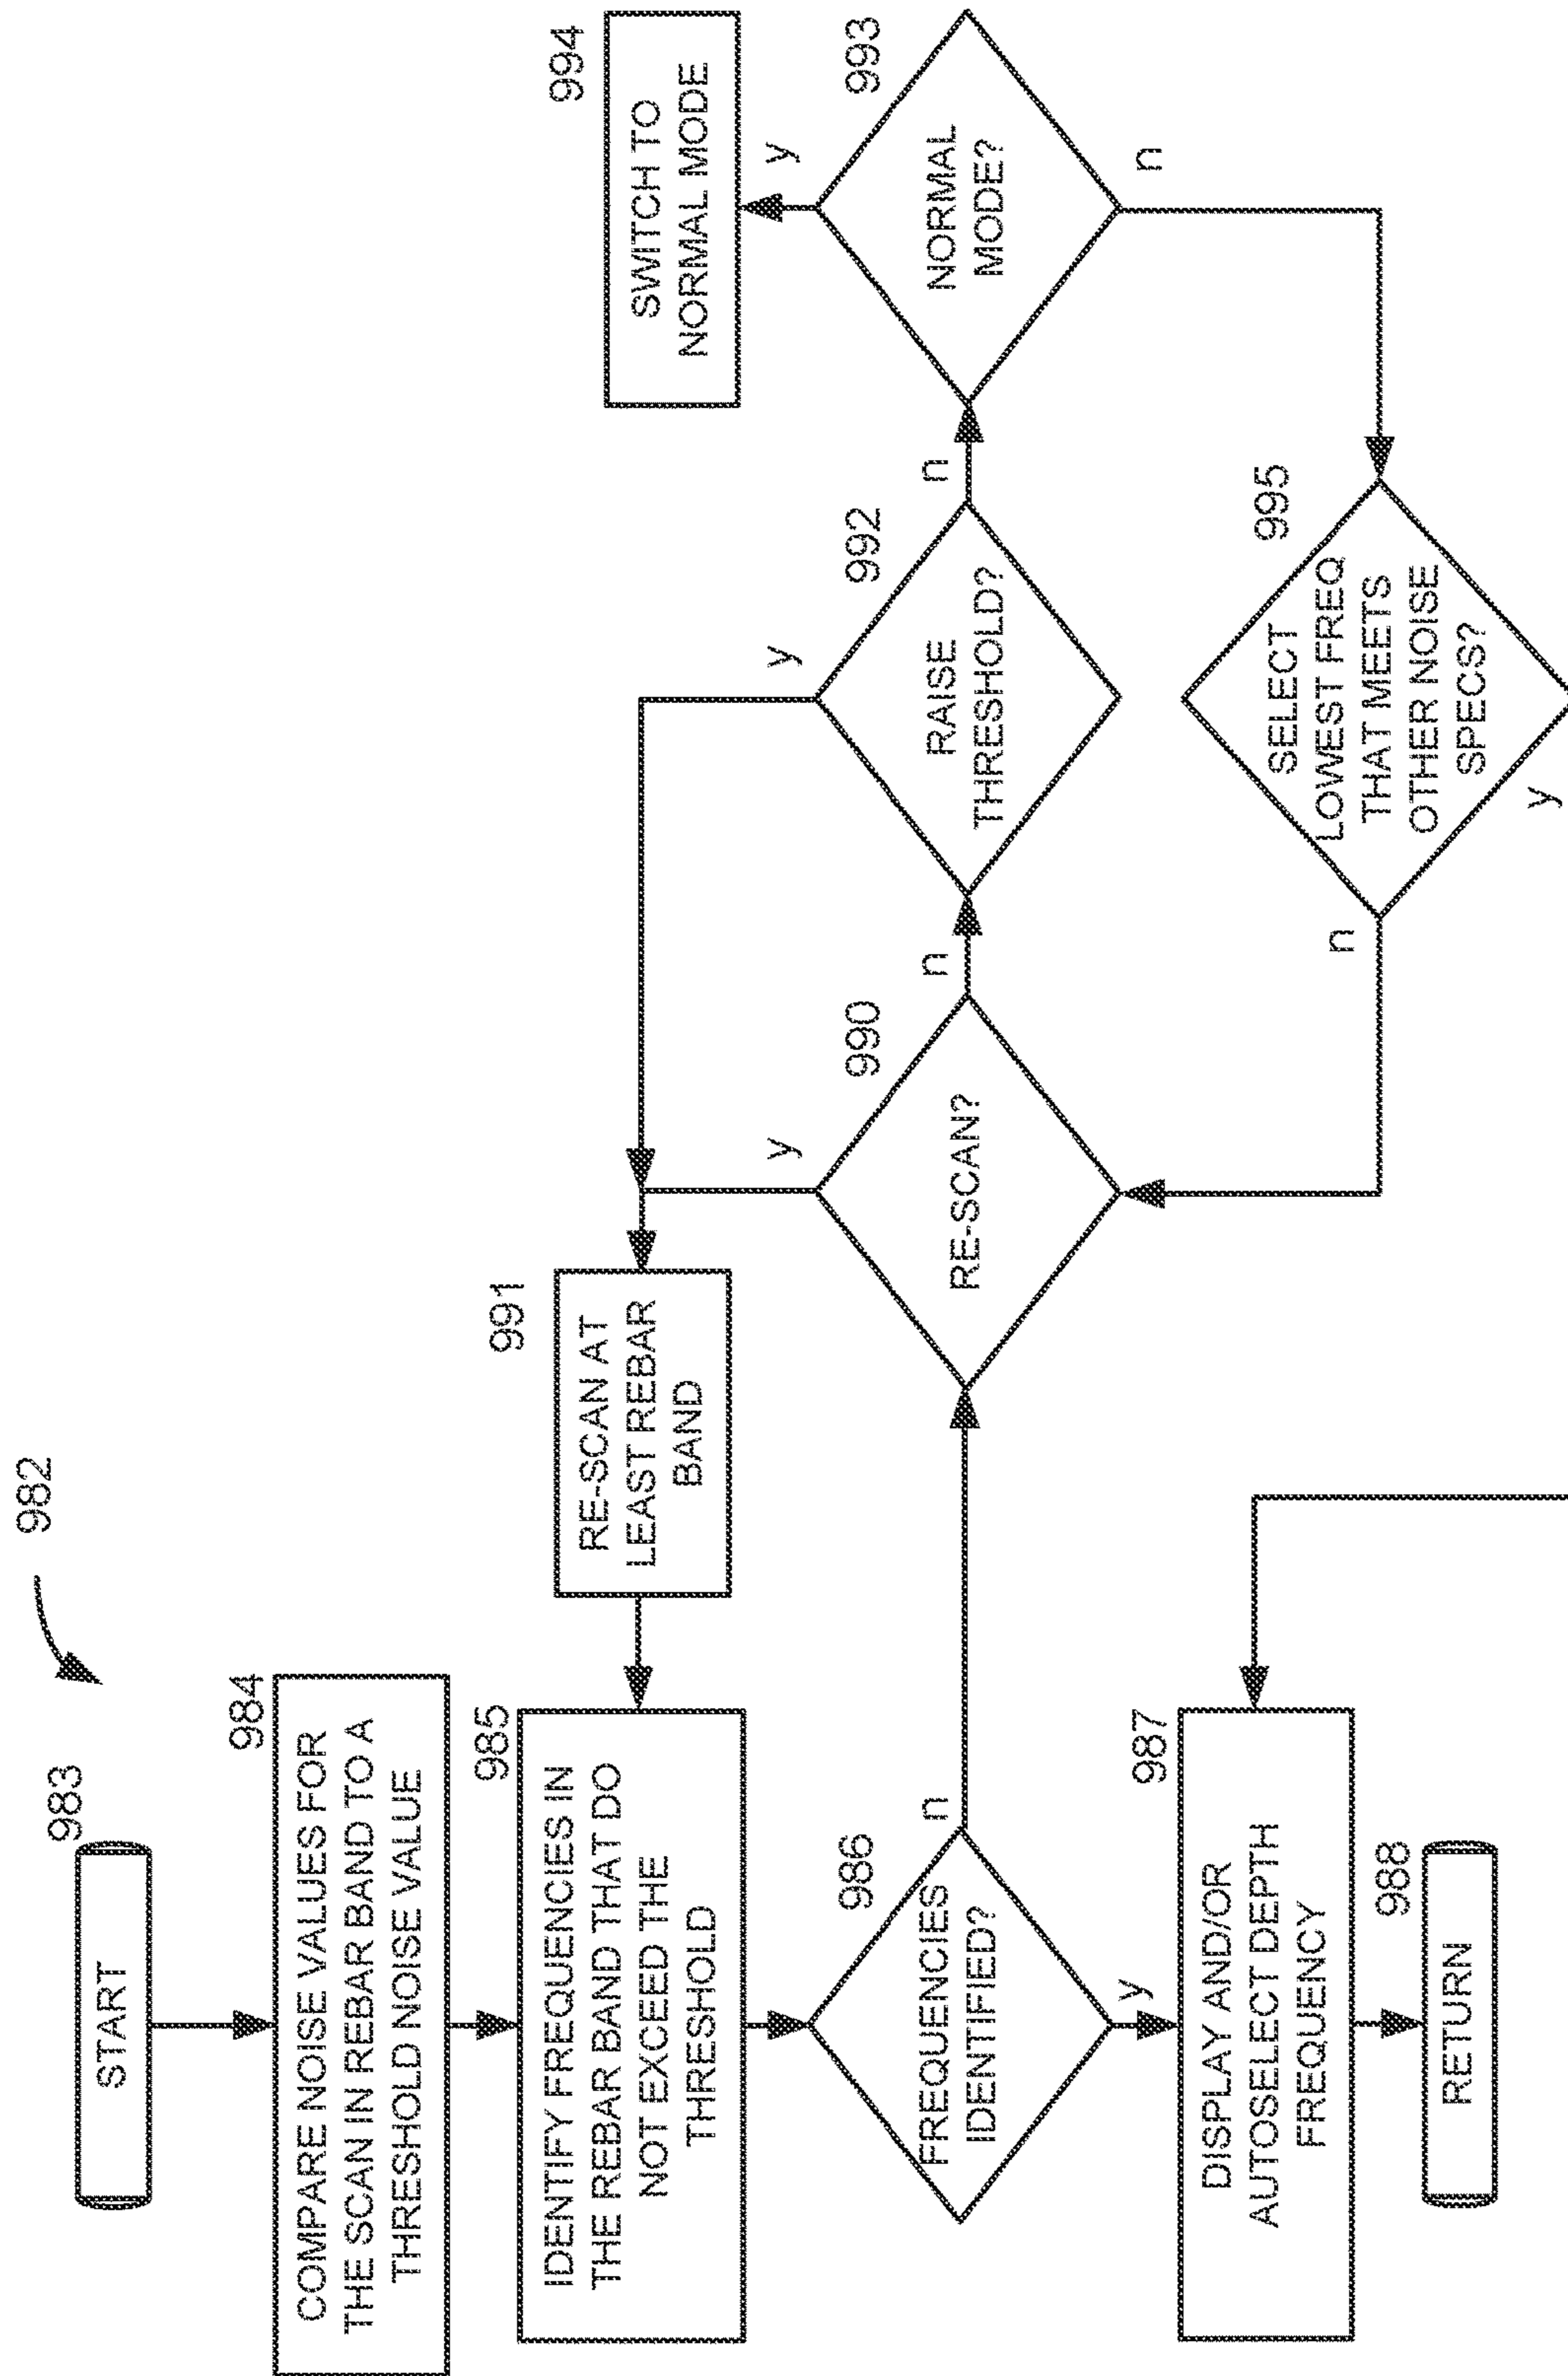 982
983
START
984
COMPARE NOISE VALUES FOR
THE SCAN IN REBAR BAND TO A
THRESHOLD NOISE VALUE
985
IDENTIFY FREQUENCIES IN
THE REBAR BAND THAT DO
NOT EXCEED THE
THRESHOLD
986
FREQUENCIES
IDENTIFIED?
n
y
987
DISPLAY AND/OR
AUTOSELECT DEPTH
FREQUENCY
988
RETURN
991
RE-SCAN AT
LEAST REBAR
BAND
990
RE-SCAN?
y
n
992
RAISE
THRESHOLD?
y
n
993
NORMAL
MODE?
y
n
994
SWITCH TO
NORMAL MODE
995
SELECT
LOWEST FREQ
THAT MEETS
OTHER NOISE
SPECS?
n
y